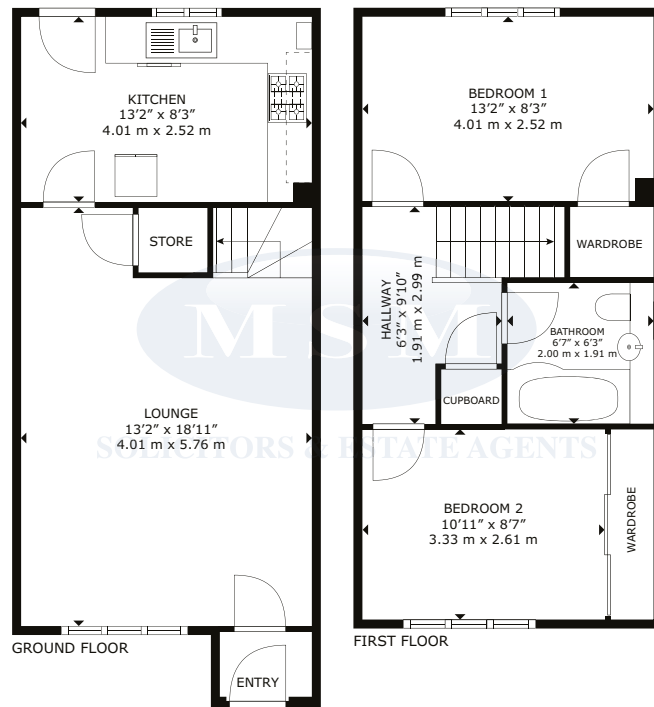 KITCHEN
13'2" x 8'3"
4.01 m x 2.52 m
STORE
LOUNGE
13'2" x 18'11"
4.01 m x 5.76 m
ENTRY
GROUND FLOOR
BEDROOM 1
13'2" x 8'3"
4.01 m x 2.52 m
WARDROBE
HALLWAY
6'3" x 9'10"
1.91 m x 2.99 m
BATHROOM
6'7" x 6'3"
2.00 m x 1.91 m
CUPBOARD
BEDROOM 2
10'11" x 8'7"
3.33 m x 2.61 m
WARDROBE
FIRST FLOOR
MSM
SOLICITORS & ESTATE AGENTS